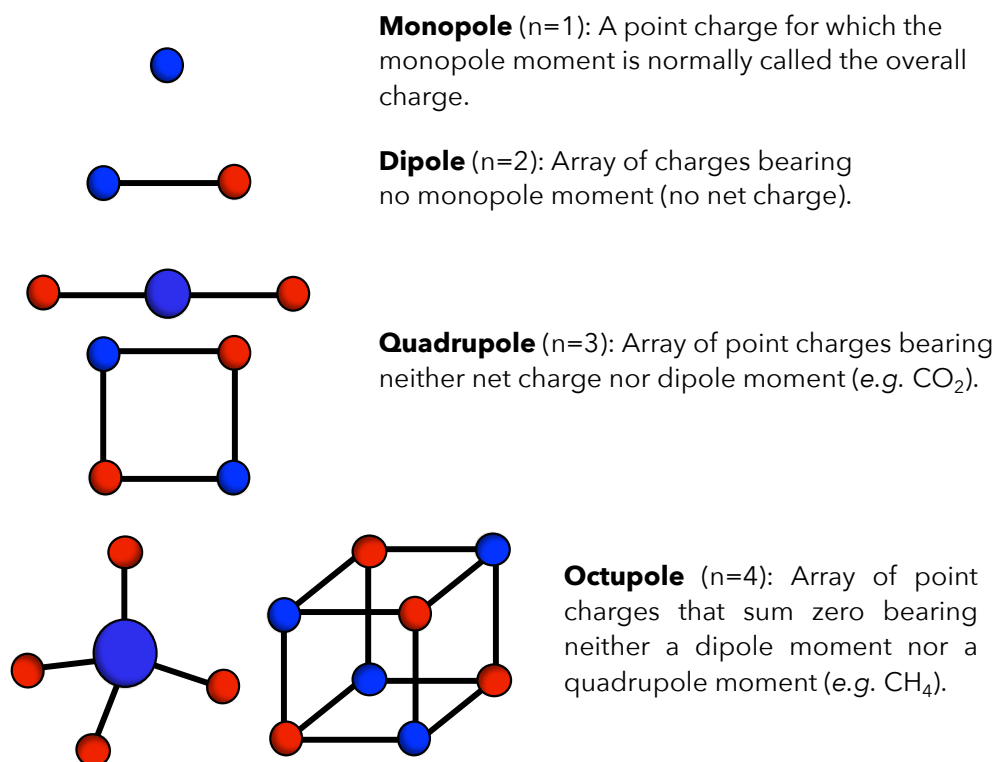 Monopole (n=1): A point charge for which the
monopole moment is normally called the overall
charge.
Dipole (n=2): Array of charges bearing
no monopole moment (no net charge).
Quadrupole (n=3): Array of point charges bearing
neither net charge nor dipole moment (e.g. CO₂).
Octupole (n=4): Array of point
charges that sum zero bearing
neither a dipole moment nor a
quadrupole moment (e.g. CH₄).